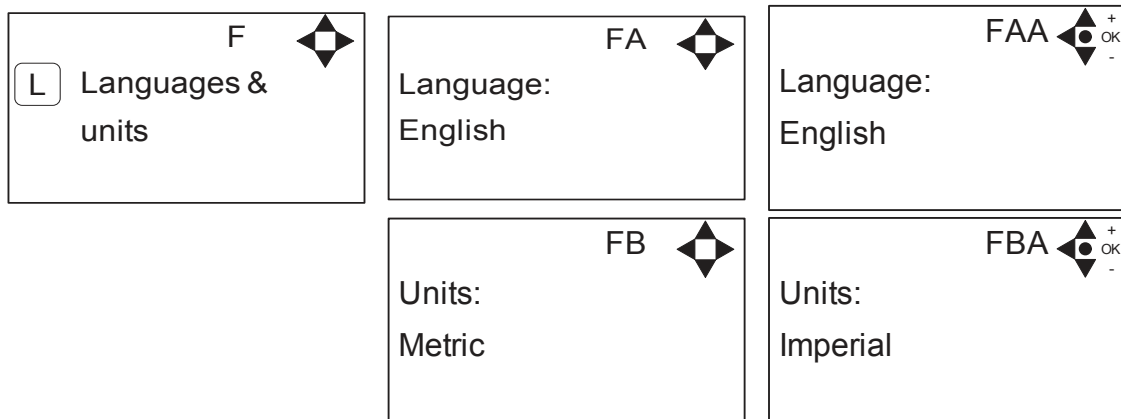 F
L Languages &
units
FA
Language:
English
FAA
+
OK
-
Language:
English
FB
Units:
Metric
FBA
+
OK
-
Units:
Imperial